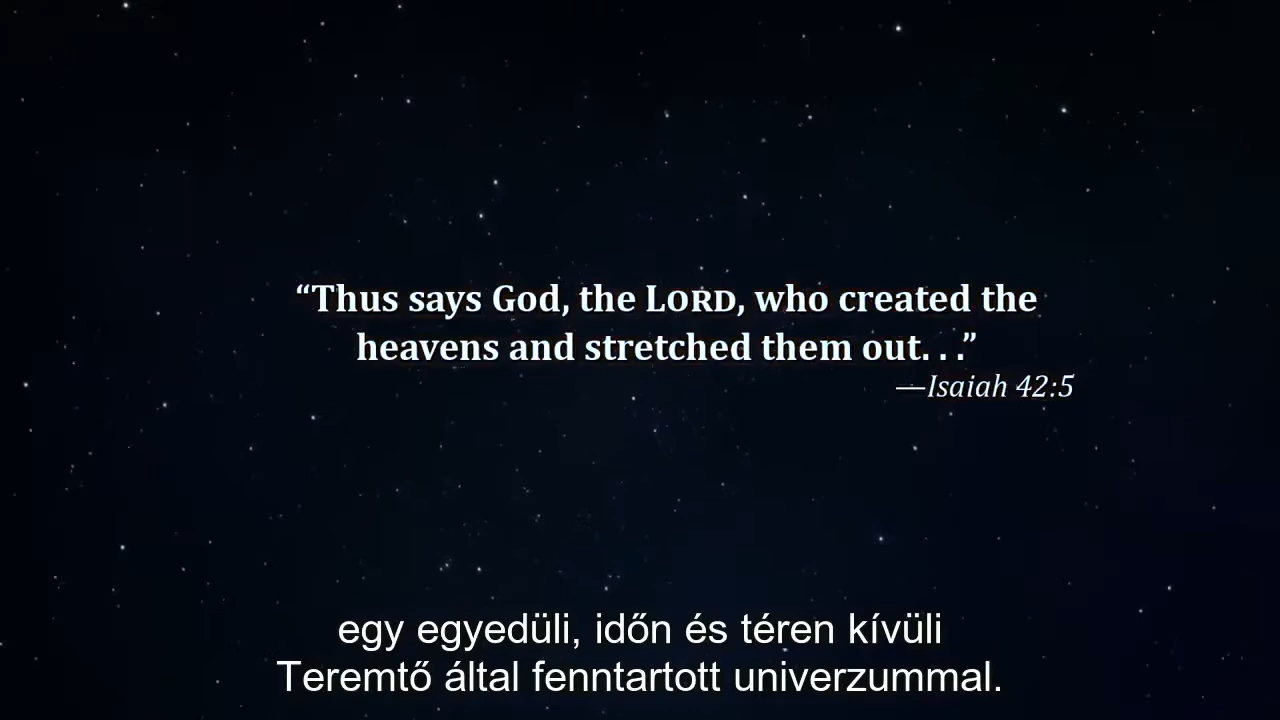 “Thus says God, the LORD, who created the
heavens and stretched them out. . .”
—Isaiah 42:5
egy egyedüli, időn és téren kívüli
Teremtő által fenntartott univerzummal.